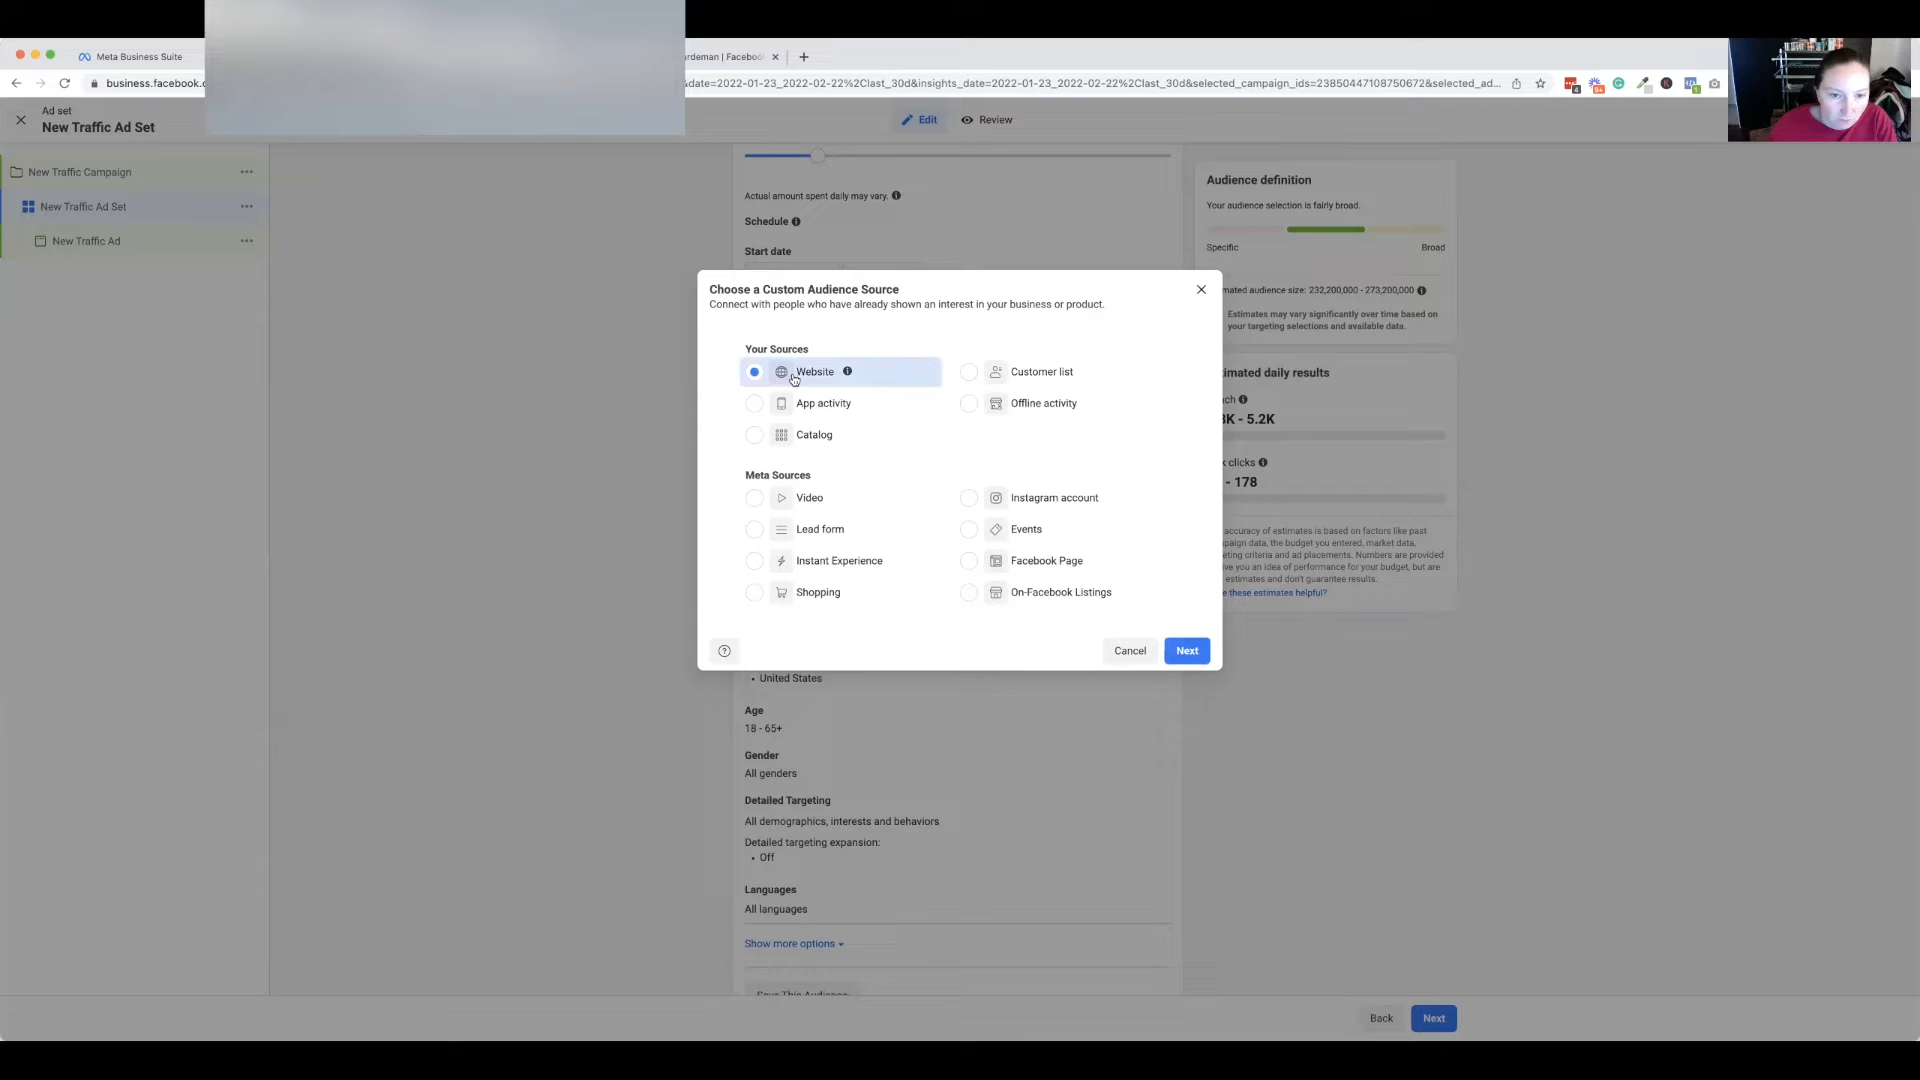 Meta Business Suite
rdeman | Faceboo
business.facebook.c
date=2022-01-23_2022-02-22%2Clast_30d&insights_date=2022-01-23_2022-02-22%2Clast_30d&selected_campaign_ids=23850447108750672&selected_ad...
Ad set
New Traffic Ad Set
Edit
Review
New Traffic Campaign
New Traffic Ad Set
New Traffic Ad
Actual amount spent daily may vary.
Schedule
Start date
Audience definition
Your audience selection is fairly broad.
Specific
Broad
mated audience size: 232,200,000 - 273,200,000
Estimates may vary significantly over time based on
your targeting selections and available data.
Choose a Custom Audience Source
Connect with people who have already shown an interest in your business or product.
Your Sources
Website
Customer list
App activity
Offline activity
Catalog
Meta Sources
Video
Instagram account
Lead form
Events
Instant Experience
Facebook Page
Shopping
On-Facebook Listings
Cancel
Next
imated daily results
ch
K - 5.2K
k clicks
- 178
accuracy of estimates is based on factors like past
paign data, the budget you entered, market data,
eting criteria and ad placements. Numbers are provided
ive you an idea of performance for your budget, but are
estimates and don't guarantee results.
e these estimates helpful?
United States
Age
18 - 65+
Gender
All genders
Detailed Targeting
All demographics, interests and behaviors
Detailed targeting expansion:
Off
Languages
All languages
Show more options
Save This Audience
Back
Next